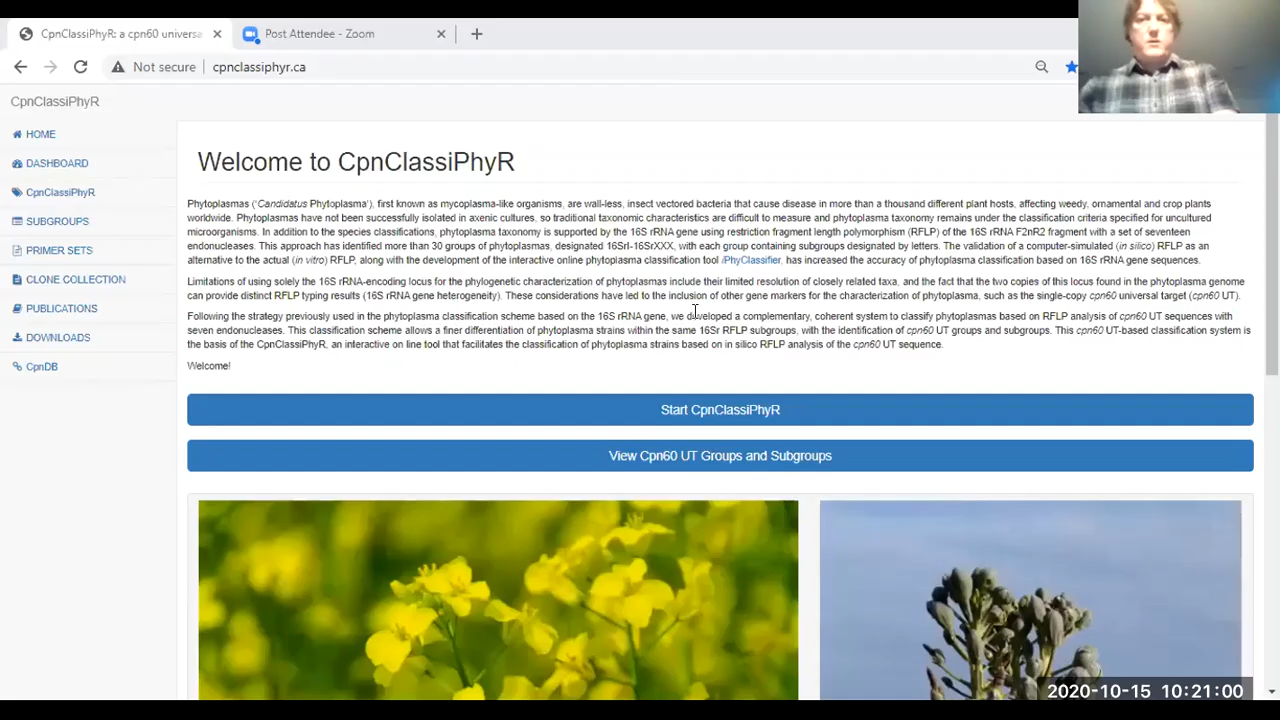 CpnClassiPhyR: a cpn60 universa
Post Attendee - Zoom
Not secure
cpnclassiphyr.ca
CpnClassiPhyR
HOME
DASHBOARD
CpnClassiPhyR
SUBGROUPS
PRIMER SETS
CLONE COLLECTION
PUBLICATIONS
DOWNLOADS
CpnDB
Welcome to CpnClassiPhyR
Phytoplasmas ('Candidatus Phytoplasma'), first known as mycoplasma-like organisms, are wall-less, insect vectored bacteria that cause disease in more than a thousand different plant hosts, affecting weedy, ornamental and crop plants
worldwide. Phytoplasmas have not been successfully isolated in axenic cultures, so traditional taxonomic characteristics are difficult to measure and phytoplasma taxonomy remains under the classification criteria specified for uncultured
microorganisms. In addition to the species classifications, phytoplasma taxonomy is supported by the 16S rRNA gene using restriction fragment length polymorphism (RFLP) of the 16S rRNA F2nR2 fragment with a set of seventeen
endonucleases. This approach has identified more than 30 groups of phytoplasmas, designated 16SrI-16SrXXX, with each group containing subgroups designated by letters. The validation of a computer-simulated (in silico) RFLP as an
alternative to the actual (in vitro) RFLP, along with the development of the interactive online phytoplasma classification tool iPhyClassifier, has increased the accuracy of phytoplasma classification based on 16S rRNA gene sequences.
Limitations of using solely the 16S rRNA-encoding locus for the phylogenetic characterization of phytoplasmas include their limited resolution of closely related taxa, and the fact that the two copies of this locus found in the phytoplasma genome
can provide distinct RFLP typing results (16S rRNA gene heterogeneity). These considerations have led to the inclusion of other gene markers for the characterization of phytoplasma, such as the single-copy cpn60 universal target (cpn60 UT).
Following the strategy previously used in the phytoplasma classification scheme based on the 16S rRNA gene, we developed a complementary, coherent system to classify phytoplasmas based on RFLP analysis of cpn60 UT sequences with
seven endonucleases. This classification scheme allows a finer differentiation of phytoplasma strains within the same 16Sr RFLP subgroups, with the identification of cpn60 UT groups and subgroups. This cpn60 UT-based classification system is
the basis of the CpnClassiPhyR, an interactive on line tool that facilitates the classification of phytoplasma strains based on in silico RFLP analysis of the cpn60 UT sequence.
Welcome!
Start CpnClassiPhyR
View Cpn60 UT Groups and Subgroups
2020-10-15 10:21:00